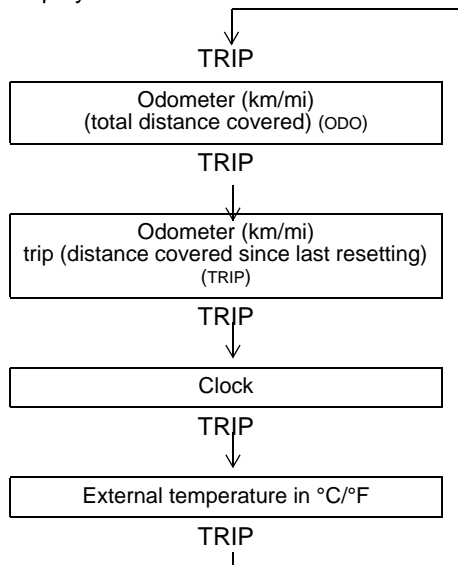 TRIP
Odometer (km/mi)
(total distance covered) (ODO)
TRIP
Odometer (km/mi)
trip (distance covered since last resetting)
(TRIP)
TRIP
Clock
TRIP
External temperature in °C/°F
TRIP